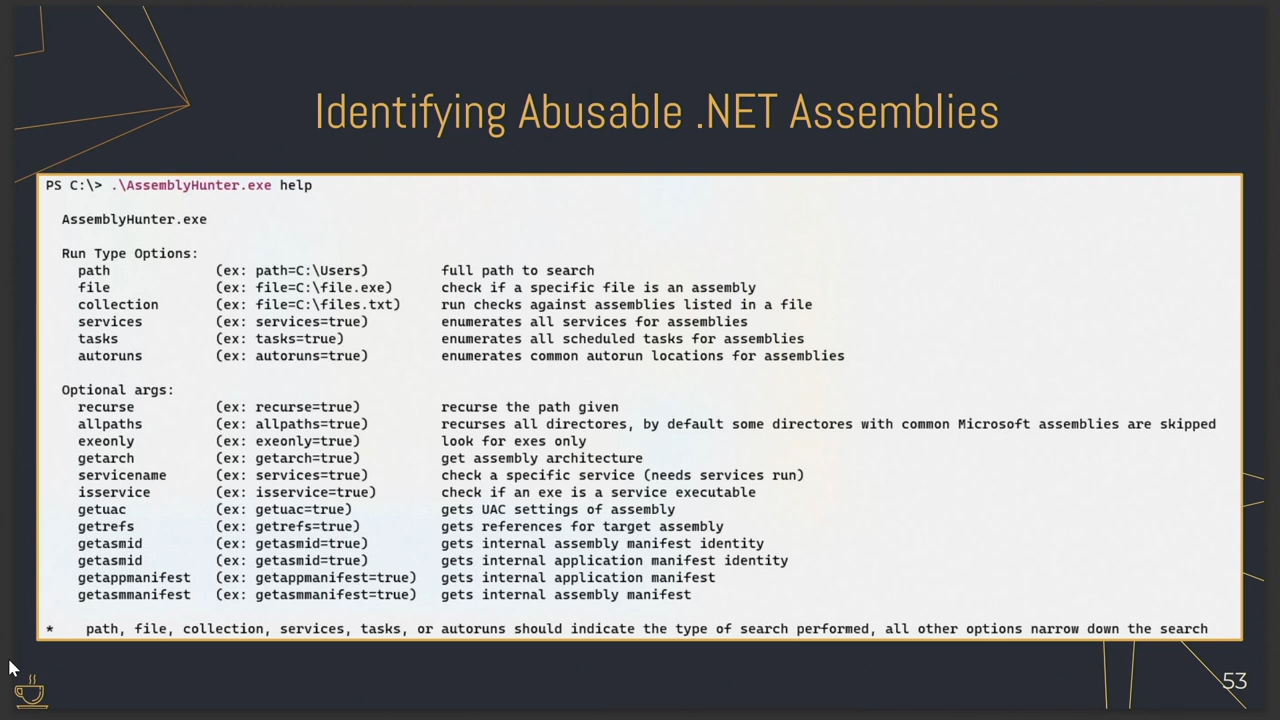 Identifying Abusable .NET Assemblies
PS C:\> .\AssemblyHunter.exe help
AssemblyHunter.exe
Run Type Options:
path (ex: path=C:\Users) full path to search
file (ex: file=C:\file.exe) check if a specific file is an assembly
collection (ex: file=C:\files.txt) run checks against assemblies listed in a file
services (ex: services=true) enumerates all services for assemblies
tasks (ex: tasks=true) enumerates all scheduled tasks for assemblies
autoruns (ex: autoruns=true) enumerates common autorun locations for assemblies
Optional args:
recurse (ex: recurse=true) recurse the path given
allpaths (ex: allpaths=true) recurses all directores, by default some directores with common Microsoft assemblies are skipped
exeonly (ex: exeonly=true) look for exes only
getarch (ex: getarch=true) get assembly architecture
servicename (ex: services=true) check a specific service (needs services run)
isservice (ex: isservice=true) check if an exe is a service executable
getuac (ex: getuac=true) gets UAC settings of assembly
getrefs (ex: getrefs=true) gets references for target assembly
getasmid (ex: getasmid=true) gets internal assembly manifest identity
getasmid (ex: getasmid=true) gets internal application manifest identity
getappmanifest (ex: getappmanifest=true) gets internal application manifest
getasmmanifest (ex: getasmmanifest=true) gets internal assembly manifest
* path, file, collection, services, tasks, or autoruns should indicate the type of search performed, all other options narrow down the search
53